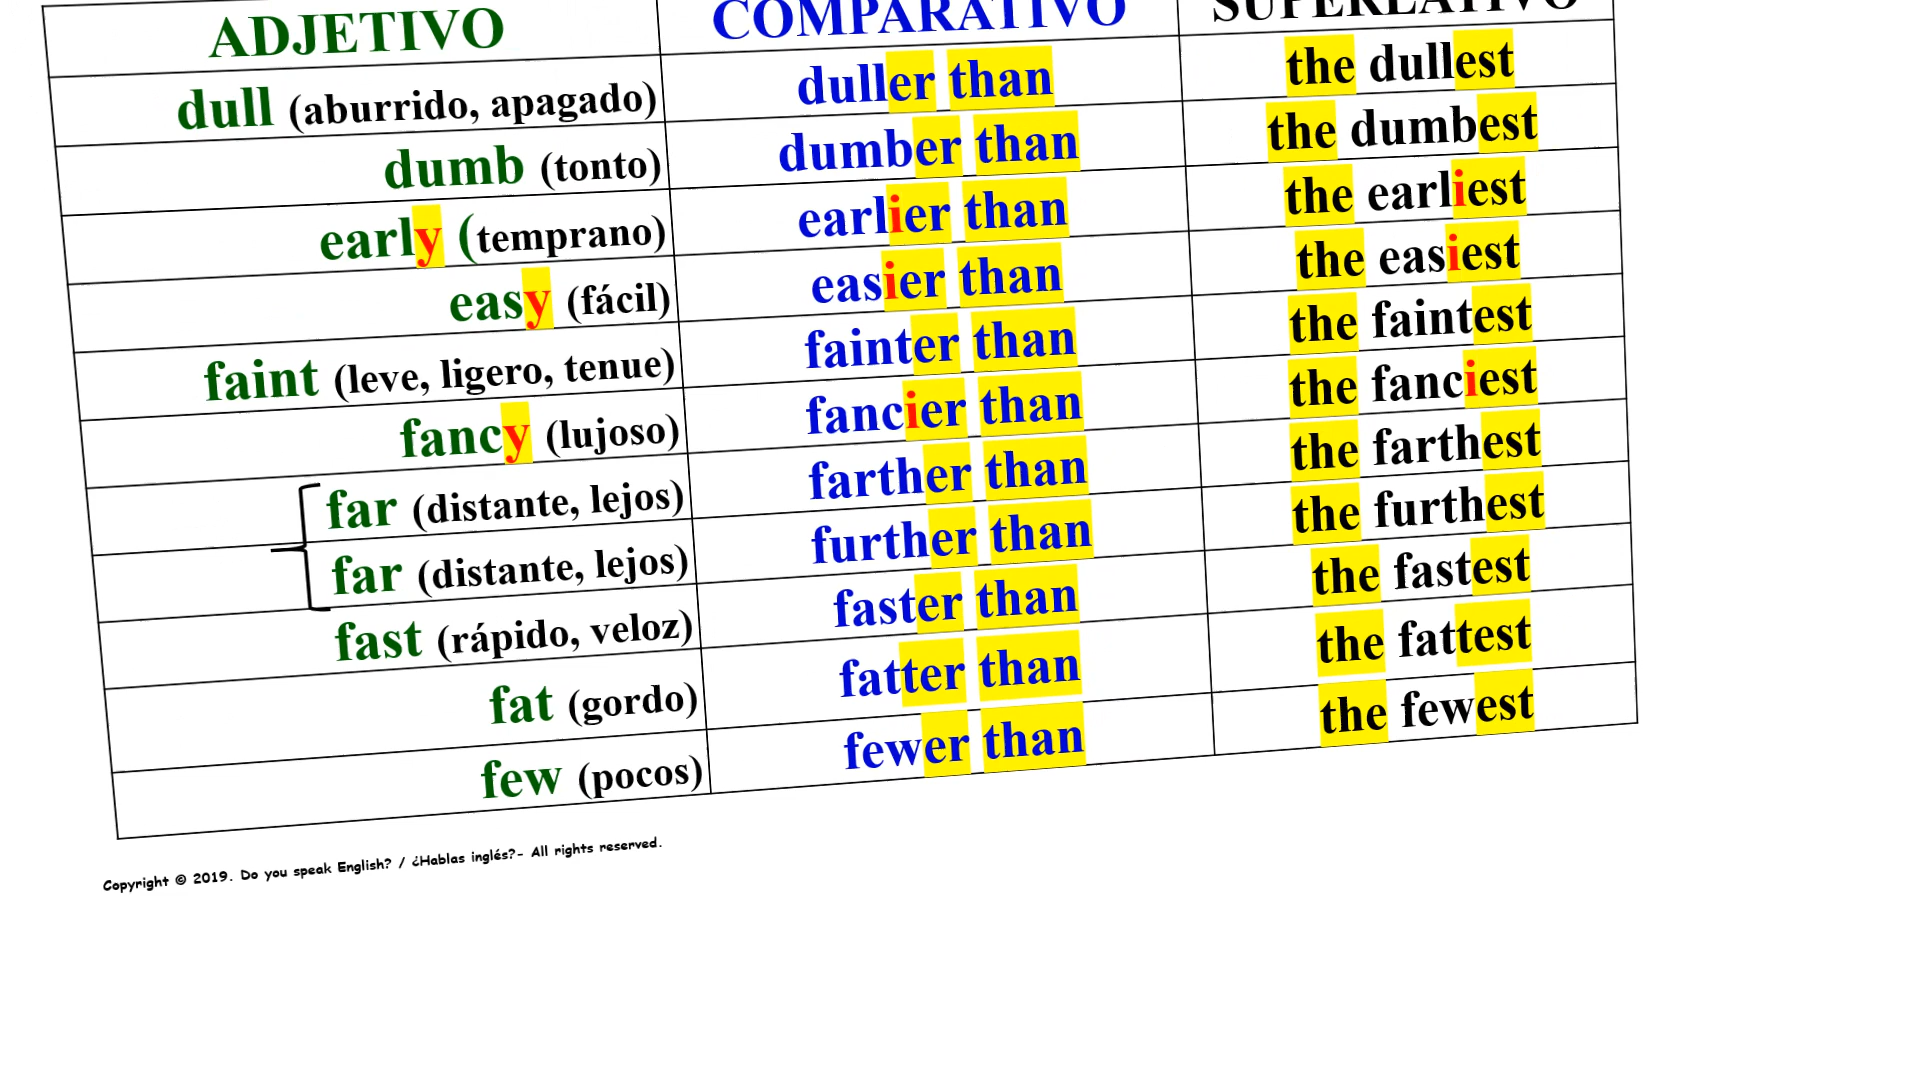 ADJETIVO COMPARATIVO SUPERLATIVO
dull (aburrido, apagado) duller than the dullest
dumb (tonto) dumber than the dumbest
early (temprano) earlier than the earliest
easy (fácil) easier than the easiest
faint (leve, ligero, tenue) fainter than the faintest
fancy (lujoso) fancier than the fanciest
far (distante, lejos) farther than the farthest
far (distante, lejos) further than the furthest
fast (rápido, veloz) faster than the fastest
fat (gordo) fatter than the fattest
few (pocos) fewer than the fewest
Copyright © 2019. Do you speak English? / ¿Hablas inglés?- All rights reserved.